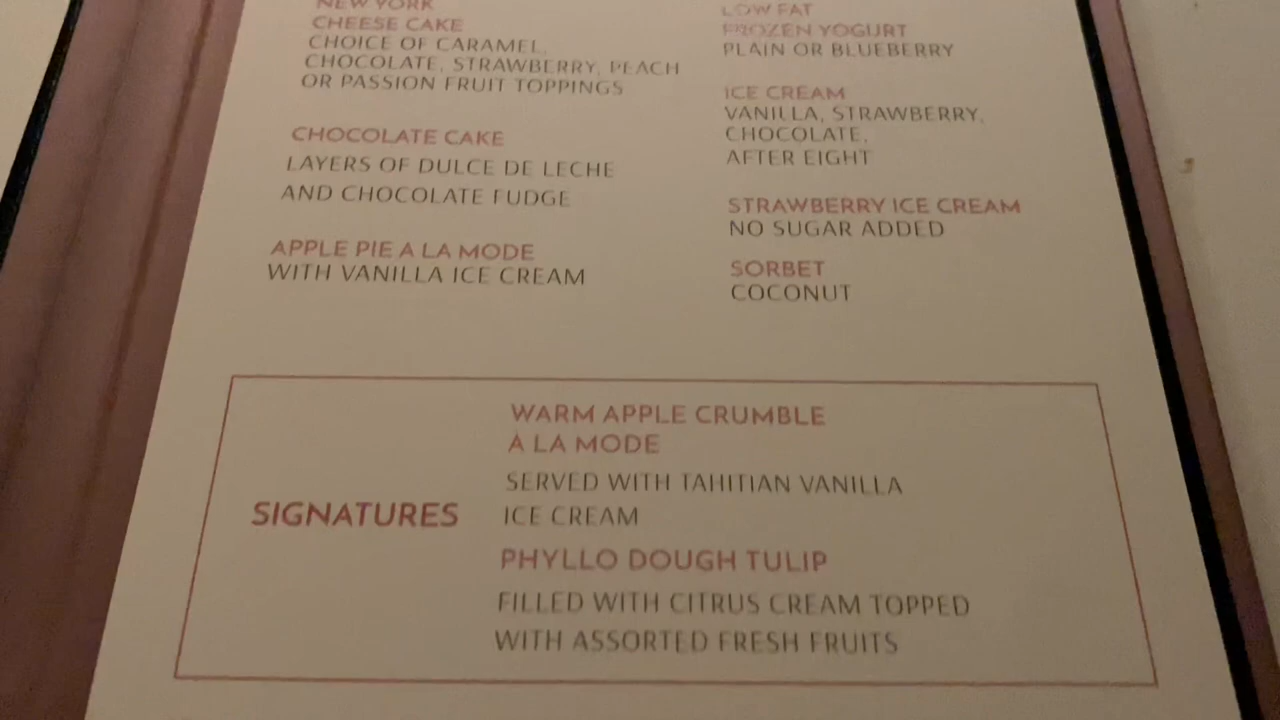 NEW YORK
CHEESE CAKE
CHOICE OF CARAMEL,
CHOCOLATE, STRAWBERRY, PEACH
OR PASSION FRUIT TOPPINGS
CHOCOLATE CAKE
LAYERS OF DULCE DE LECHE
AND CHOCOLATE FUDGE
APPLE PIE A LA MODE
WITH VANILLA ICE CREAM
LOW FAT
FROZEN YOGURT
PLAIN OR BLUEBERRY
ICE CREAM
VANILLA, STRAWBERRY,
CHOCOLATE,
AFTER EIGHT
STRAWBERRY ICE CREAM
NO SUGAR ADDED
SORBET
COCONUT
SIGNATURES
WARM APPLE CRUMBLE
À LA MODE
SERVED WITH TAHITIAN VANILLA
ICE CREAM
PHYLLO DOUGH TULIP
FILLED WITH CITRUS CREAM TOPPED
WITH ASSORTED FRESH FRUITS